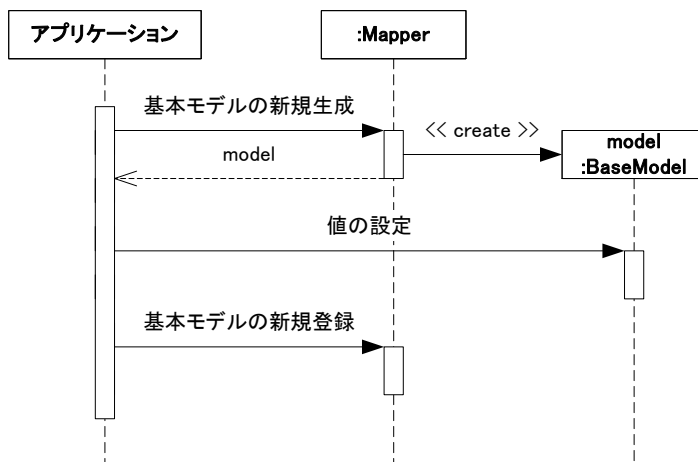 アプリケーション
:Mapper
基本モデルの新規生成
<< create >>
model
:BaseModel
model
値の設定
基本モデルの新規登録